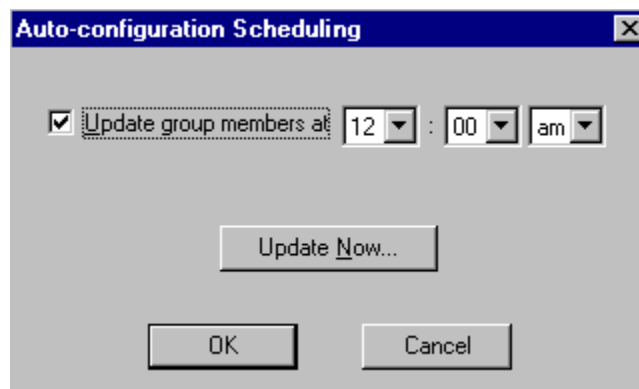 Auto-configuration Scheduling
Update group members at 12 : 00 am
Update Now...
OK Cancel